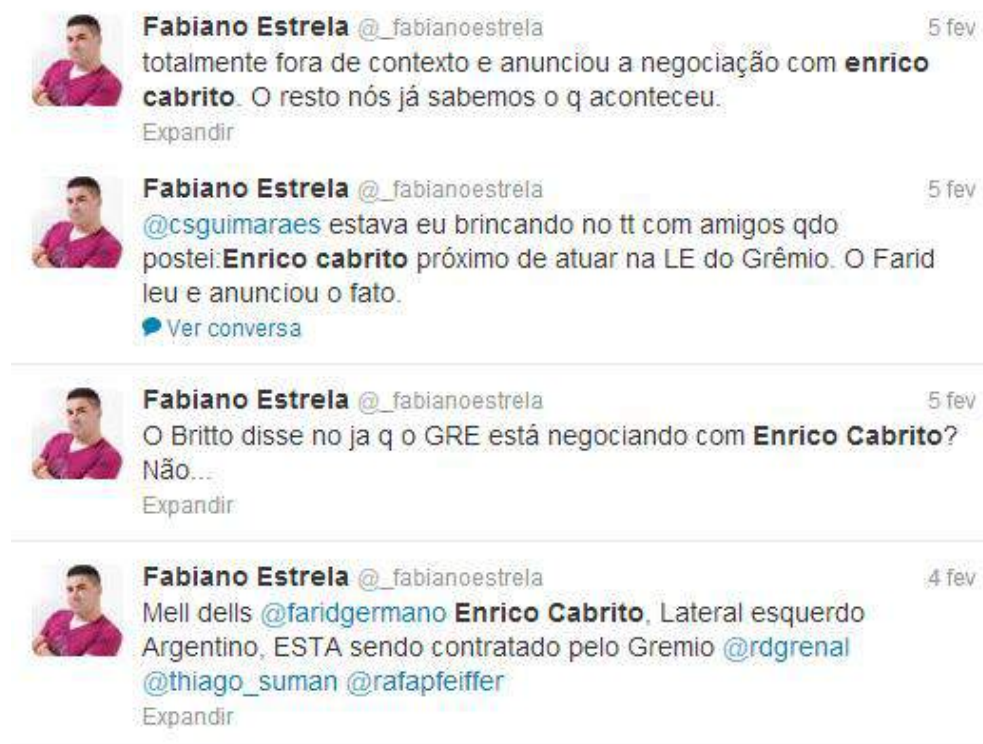 Fabiano Estrela @_fabianoestrela 5 fev
totalmente fora de contexto e anunciou a negociação com enrico
cabrito. O resto nós já sabemos o q aconteceu.
Expandir
Fabiano Estrela @_fabianoestrela 5 fev
@csguimaraes estava eu brincando no tt com amigos qdo
postei:Enrico cabrito próximo de atuar na LE do Grêmio. O Farid
leu e anunciou o fato.
Ver conversa
Fabiano Estrela @_fabianoestrela 5 fev
O Britto disse no ja q o GRE está negociando com Enrico Cabrito?
Não...
Expandir
Fabiano Estrela @_fabianoestrela 4 fev
Mell dells @faridgermano Enrico Cabrito, Lateral esquerdo
Argentino, ESTA sendo contratado pelo Gremio @rdgrenal
@thiago_suman @rafapfeiffer
Expandir